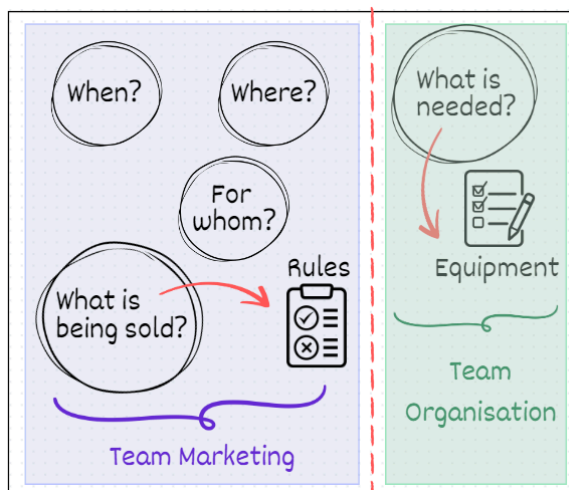 When?
Where?
For
whom?
What is
being sold?
Rules
Team Marketing
What is
needed?
Equipment
Team
Organisation